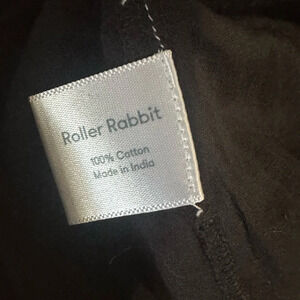 Roller Rabbit
100% Cotton
Made in India